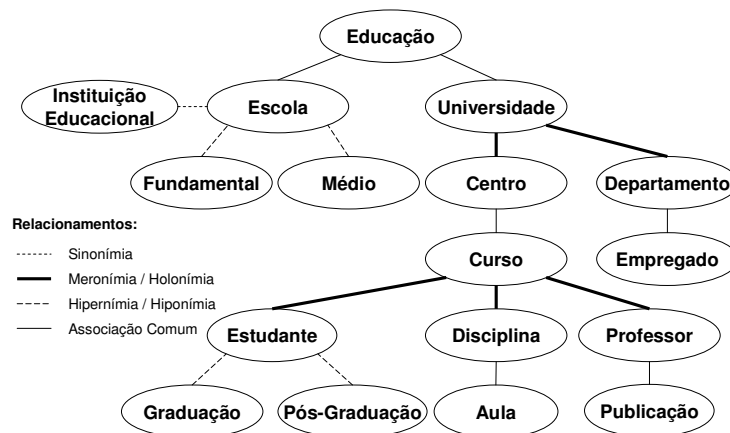 Educação
Instituição
Educacional
Escola
Universidade
Fundamental
Médio
Centro
Departamento
Relacionamentos:
Sinonímia
Meronímia / Holonímia
Hipernímia / Hiponímia
Associação Comum
Curso
Empregado
Estudante
Disciplina
Professor
Graduação
Pós-Graduação
Aula
Publicação